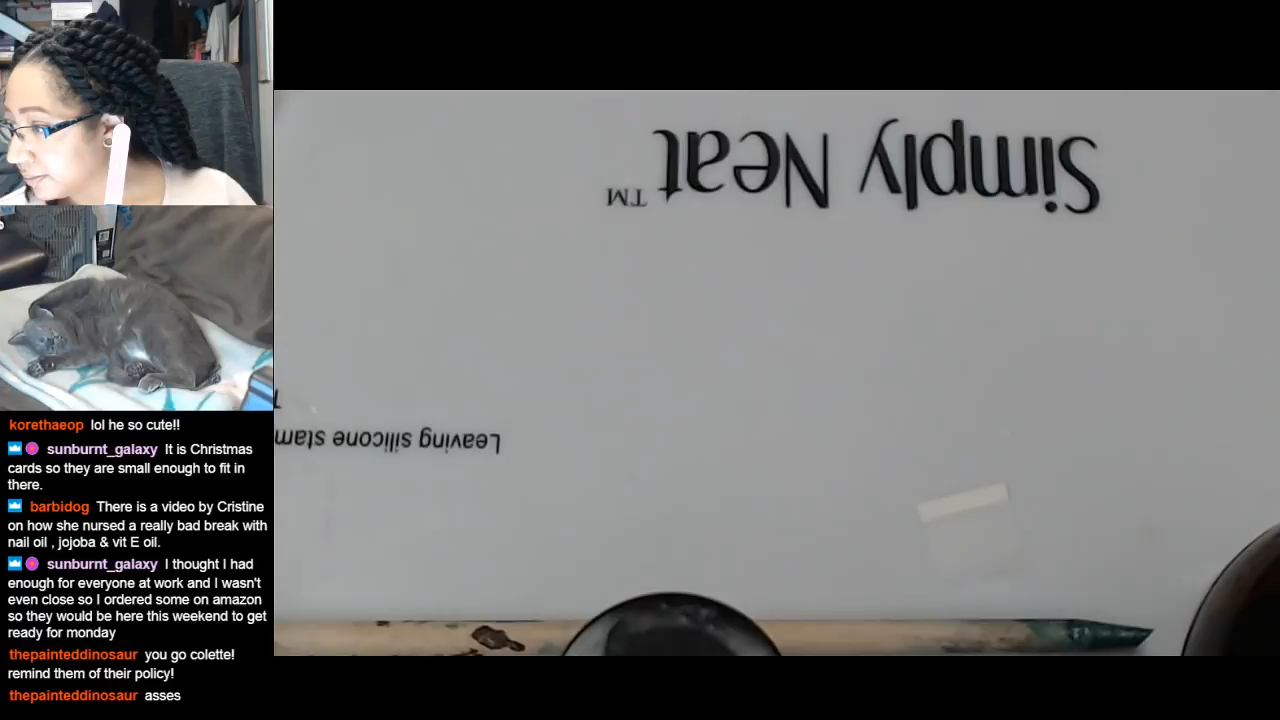 Simply Neat™
Leaving silicone stam
korethaeop lol he so cute!!
sunburnt_galaxy It is Christmas
cards so they are small enough to fit in
there.
barbidog There is a video by Cristine
on how she nursed a really bad break with
nail oil , jojoba & vit E oil.
sunburnt_galaxy I thought I had
enough for everyone at work and I wasn't
even close so I ordered some on amazon
so they would be here this weekend to get
ready for monday
thepainteddinosaur you go colette!
remind them of their policy!
thepainteddinosaur asses